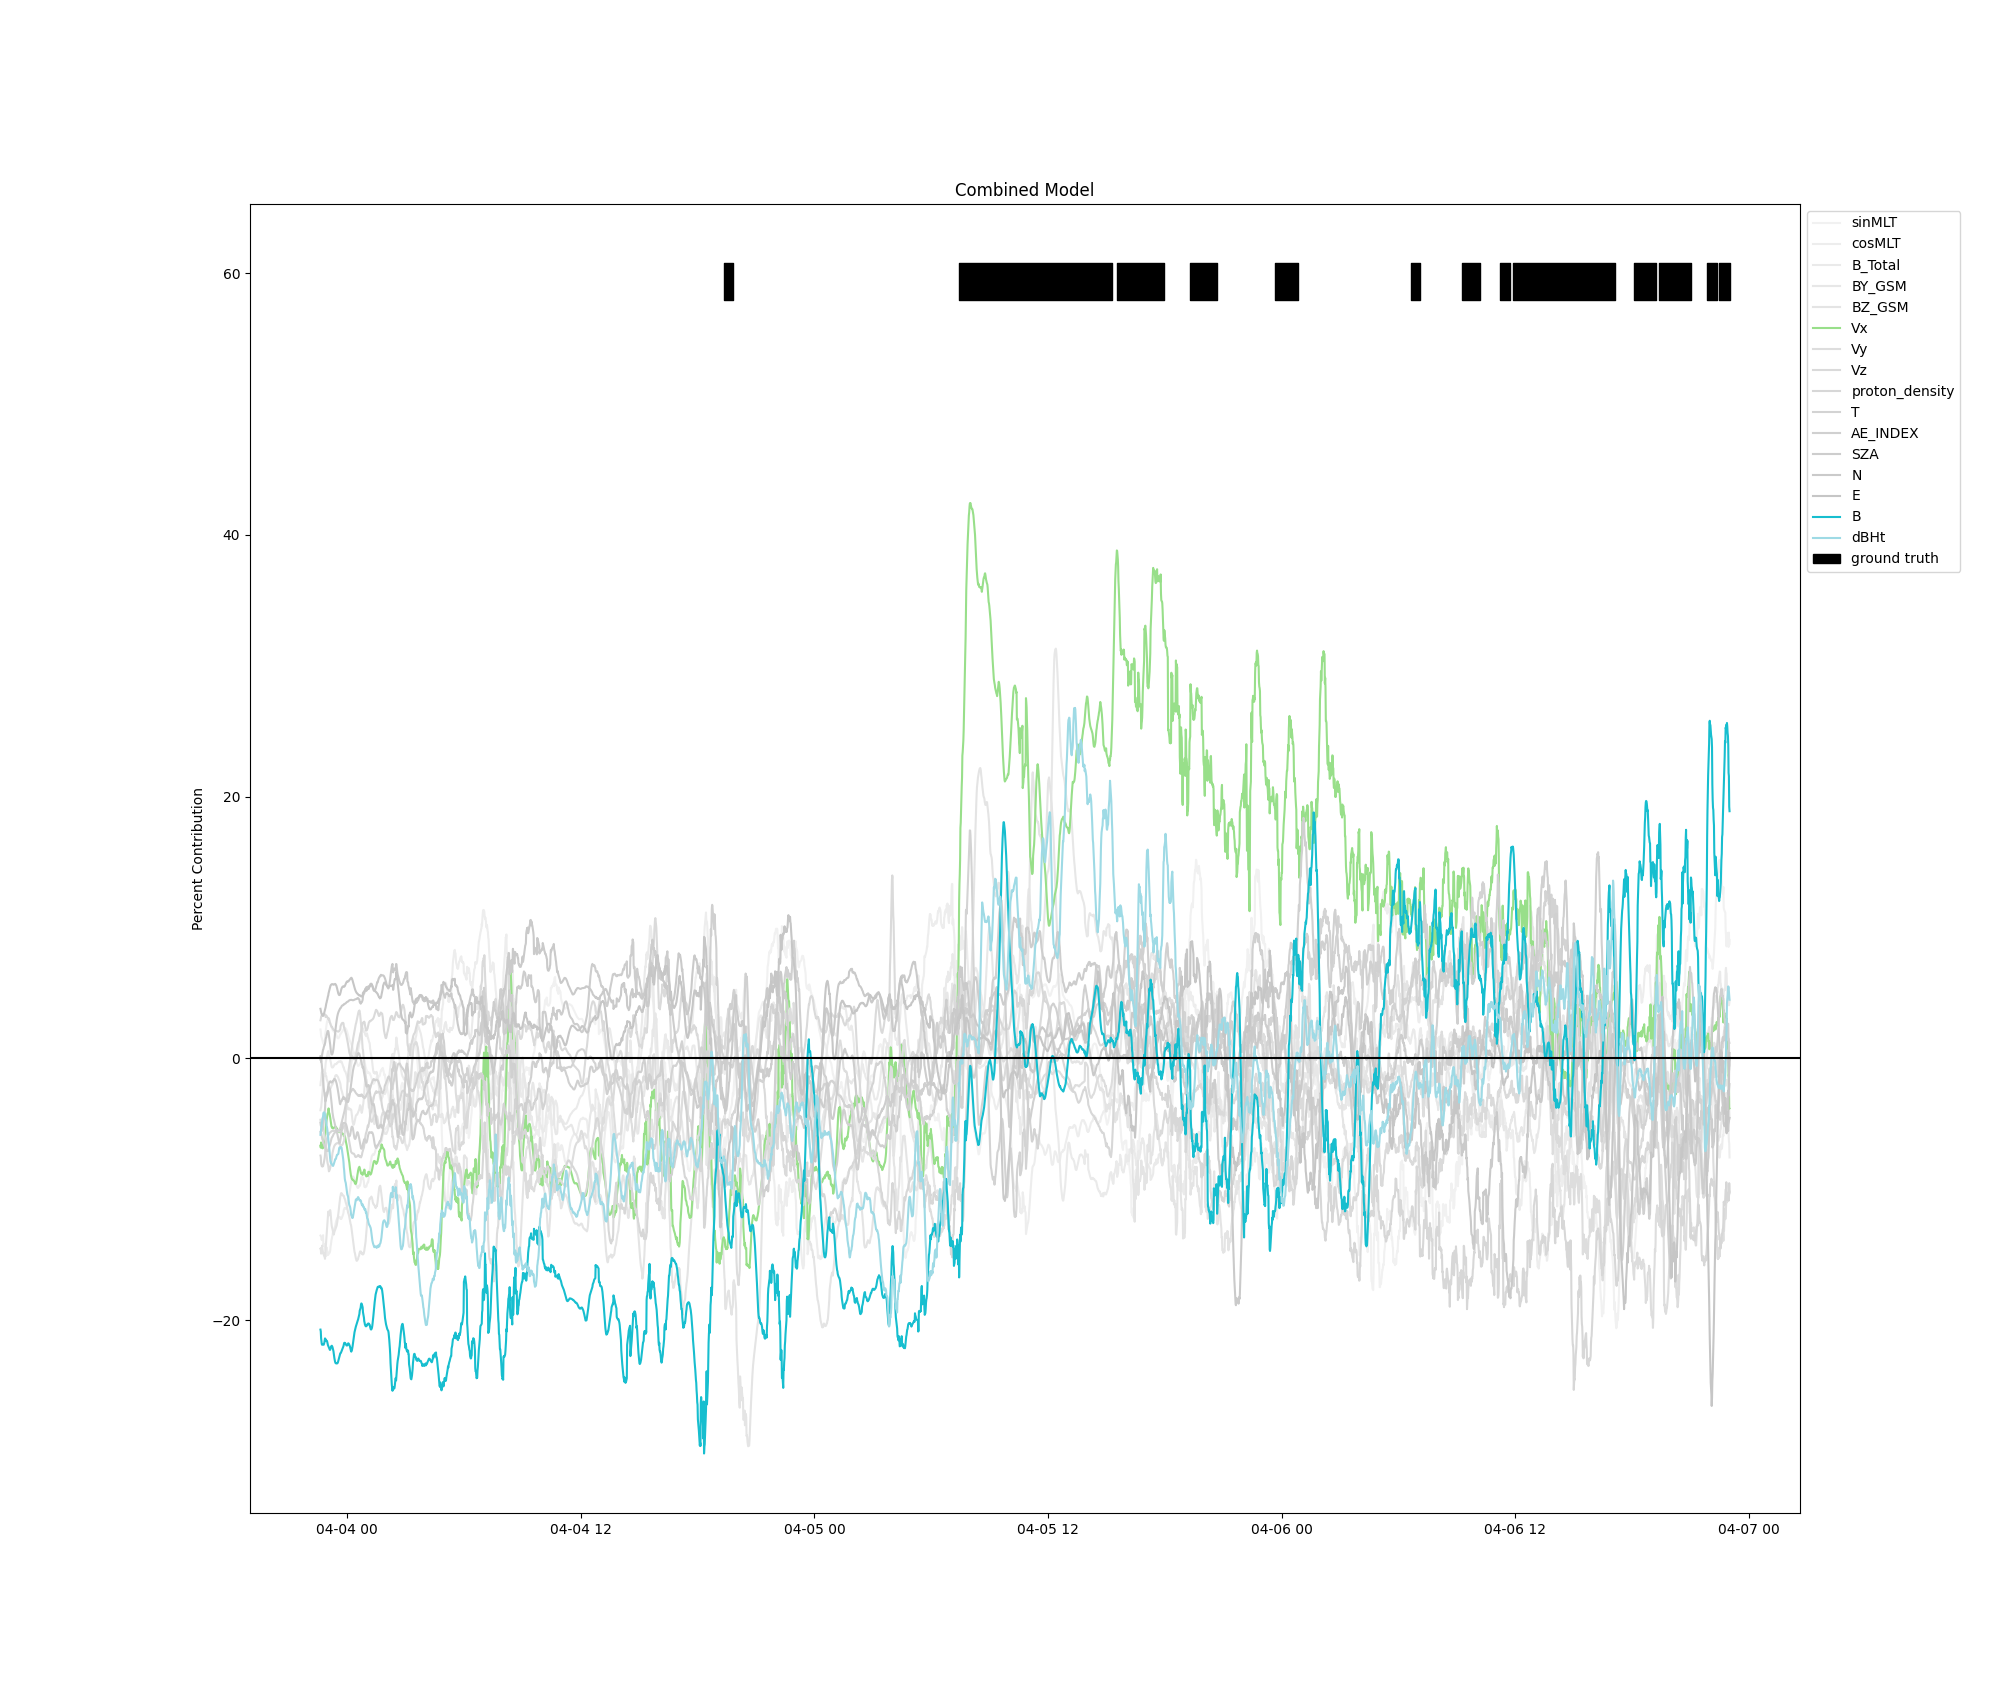 Combined Model
60
40
20
0
−20
Percent Contribution
04-04 00
04-04 12
04-05 00
04-05 12
04-06 00
04-06 12
04-07 00
sinMLT
cosMLT
B_Total
BY_GSM
BZ_GSM
Vx
Vy
Vz
proton_density
T
AE_INDEX
SZA
N
E
B
dBHt
ground truth